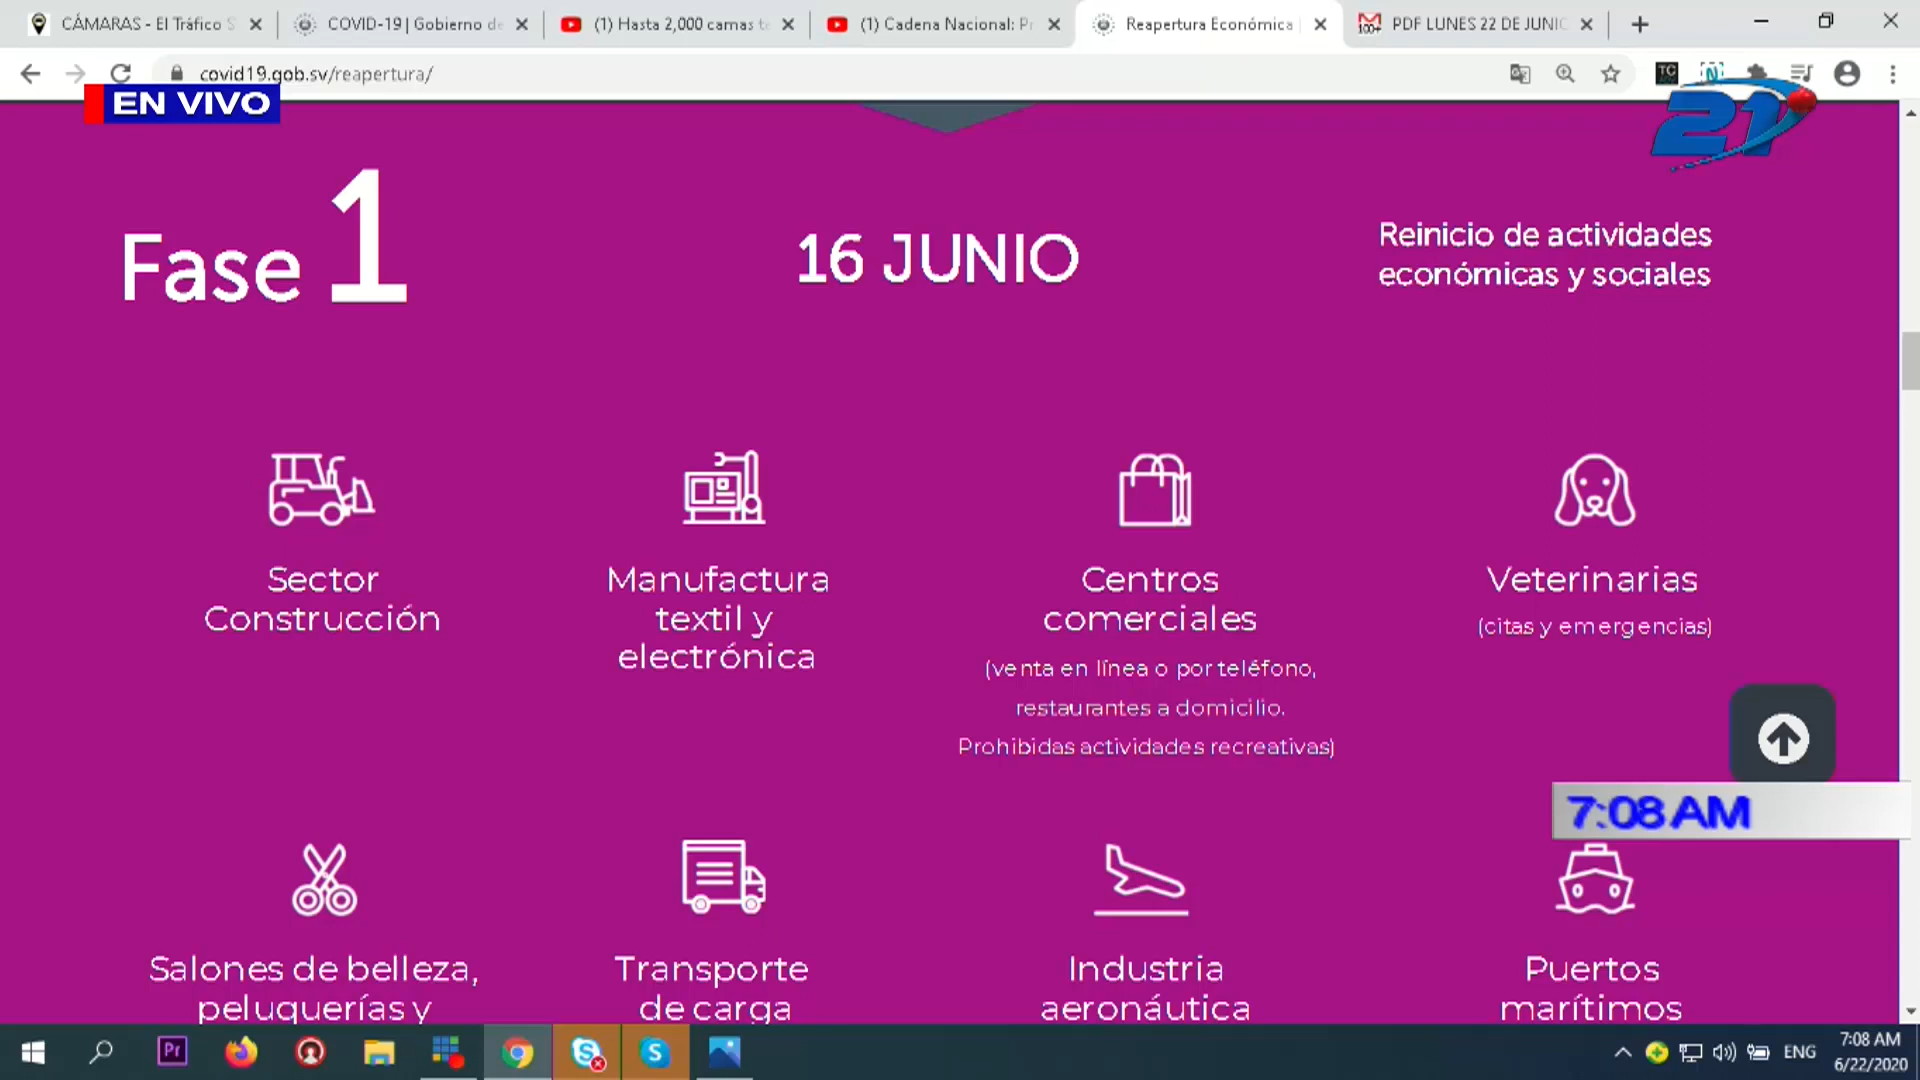 CÁMARAS - El Tráfico S
COVID-19 | Gobierno de
(1) Hasta 2,000 camas te
(1) Cadena Nacional: Pr
Reapertura Económica
PDF LUNES 22 DE JUNIO
covid19.gob.sv/reapertura/
EN VIVO
21
Fase 1
16 JUNIO
Reinicio de actividades
económicas y sociales
Sector
Construcción
Manufactura
textil y
electrónica
Centros
comerciales
(venta en línea o por teléfono,
restaurantes a domicilio.
Prohibidas actividades recreativas)
Veterinarias
(citas y emergencias)
7:08 AM
Salones de belleza,
peluquerías y
Transporte
de carga
Industria
aeronáutica
Puertos
marítimos
Pr
ENG
7:08 AM
6/22/2020